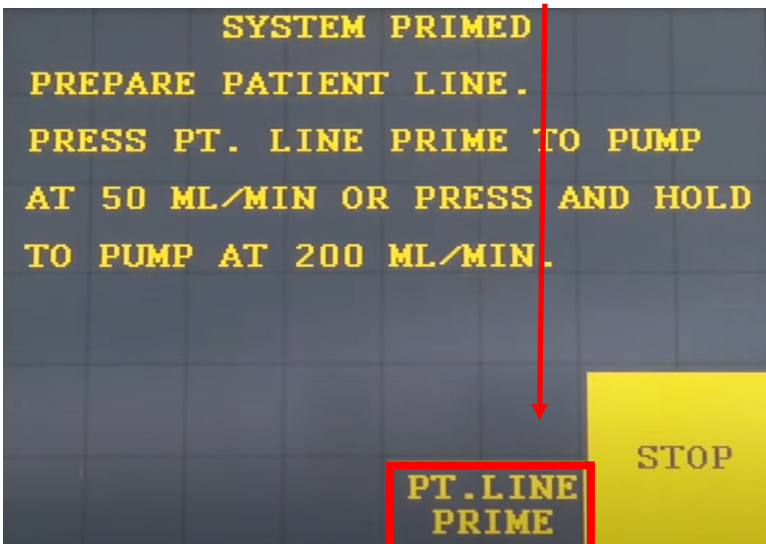 SYSTEM PRIMED
PREPARE PATIENT LINE.
PRESS PT. LINE PRIME TO PUMP
AT 50 ML/MIN OR PRESS AND HOLD
TO PUMP AT 200 ML/MIN.
STOP
PT.LINE
PRIME